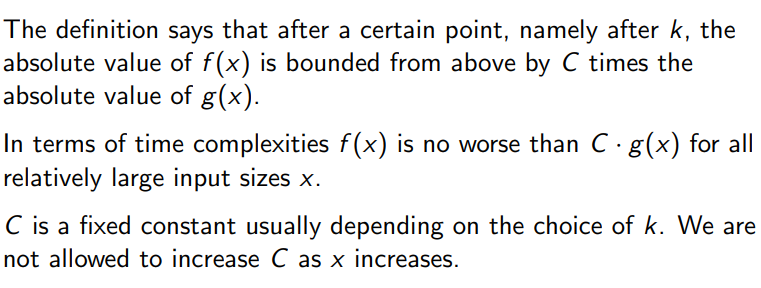 The definition says that after a certain point, namely after k, the
absolute value of f(x) is bounded from above by C times the
absolute value of g(x).
In terms of time complexities f(x) is no worse than C · g(x) for all
relatively large input sizes x.
C is a fixed constant usually depending on the choice of k. We are
not allowed to increase C as x increases.